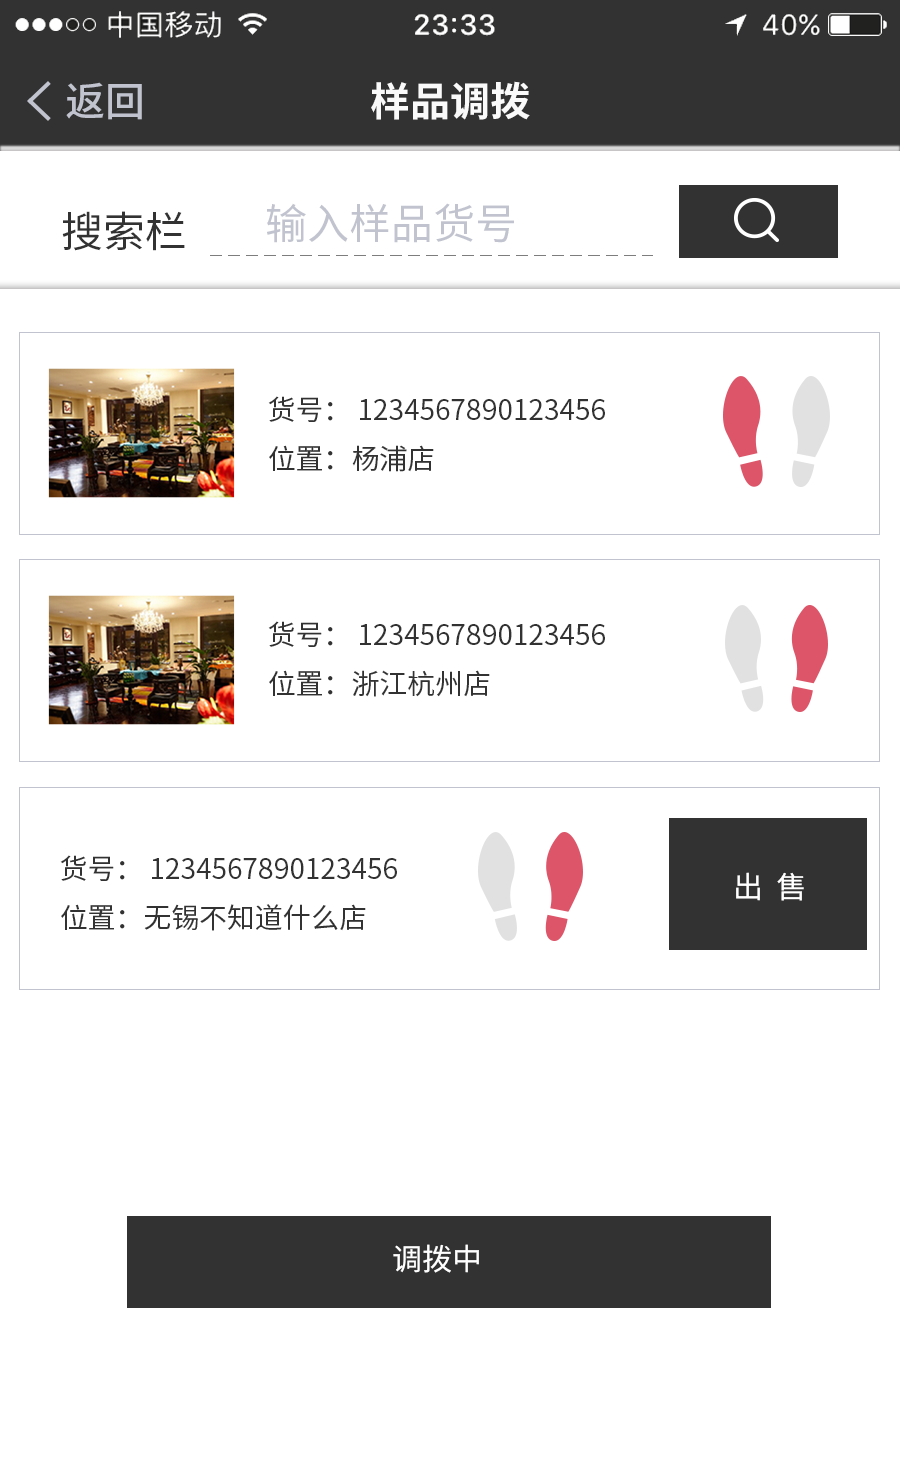 中国移动 23:33 40%
返回 样品调拨
搜索栏 输入样品货号
货号： 1234567890123456
位置：杨浦店
货号： 1234567890123456
位置：浙江杭州店
货号： 1234567890123456
位置：无锡不知道什么店
出 售
调拨中